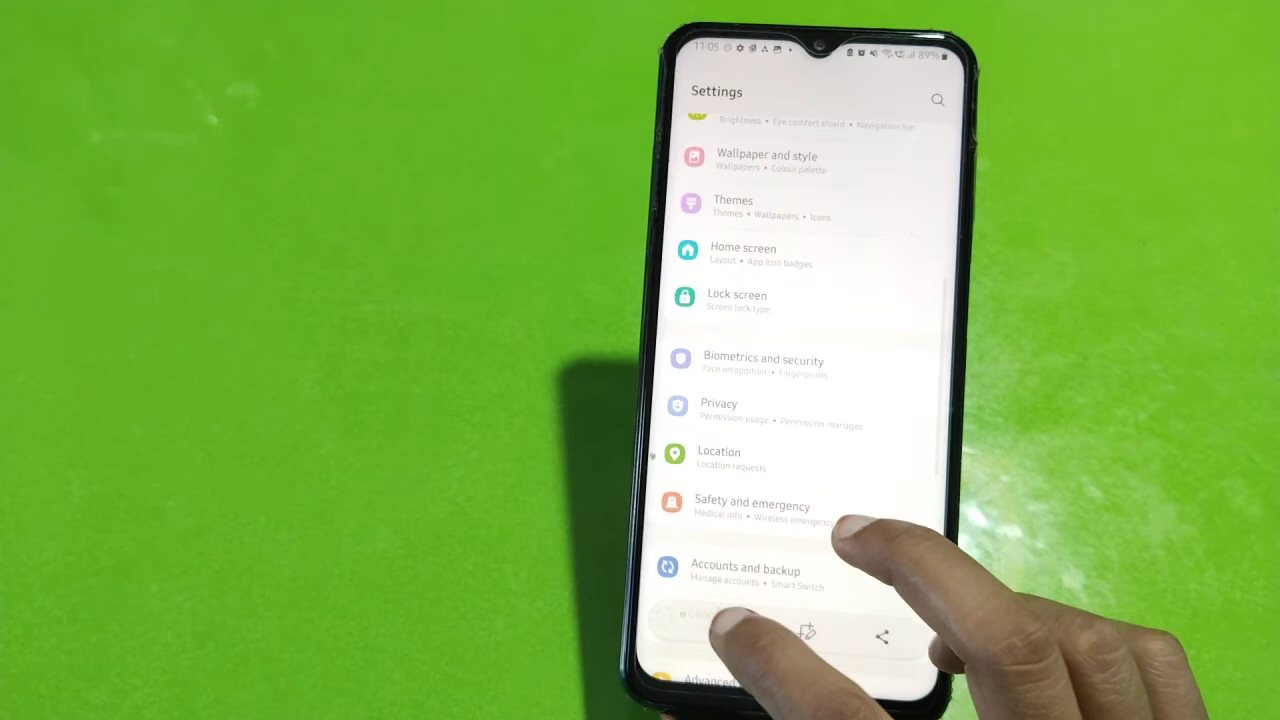 11:05
89%
Settings
Brightness • Eye comfort shield • Navigation bar
Wallpaper and style
Wallpapers • Colour palette
Themes
Themes • Wallpapers • Icons
Home screen
Layout • App icon badges
Lock screen
Screen lock type
Biometrics and security
Face recognition • Fingerprints
Privacy
Permission usage • Permission manager
Location
Location requests
Safety and emergency
Medical info • Wireless emergency
Accounts and backup
Manage accounts • Smart Switch
Advanced